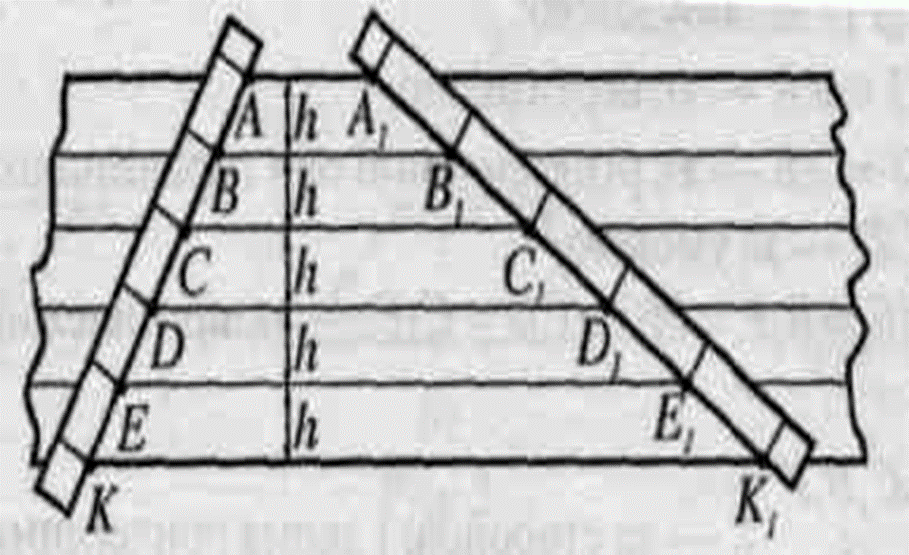 A h A₁
B h B₁
C h C₁
D h D₁
E h E₁
K K₁